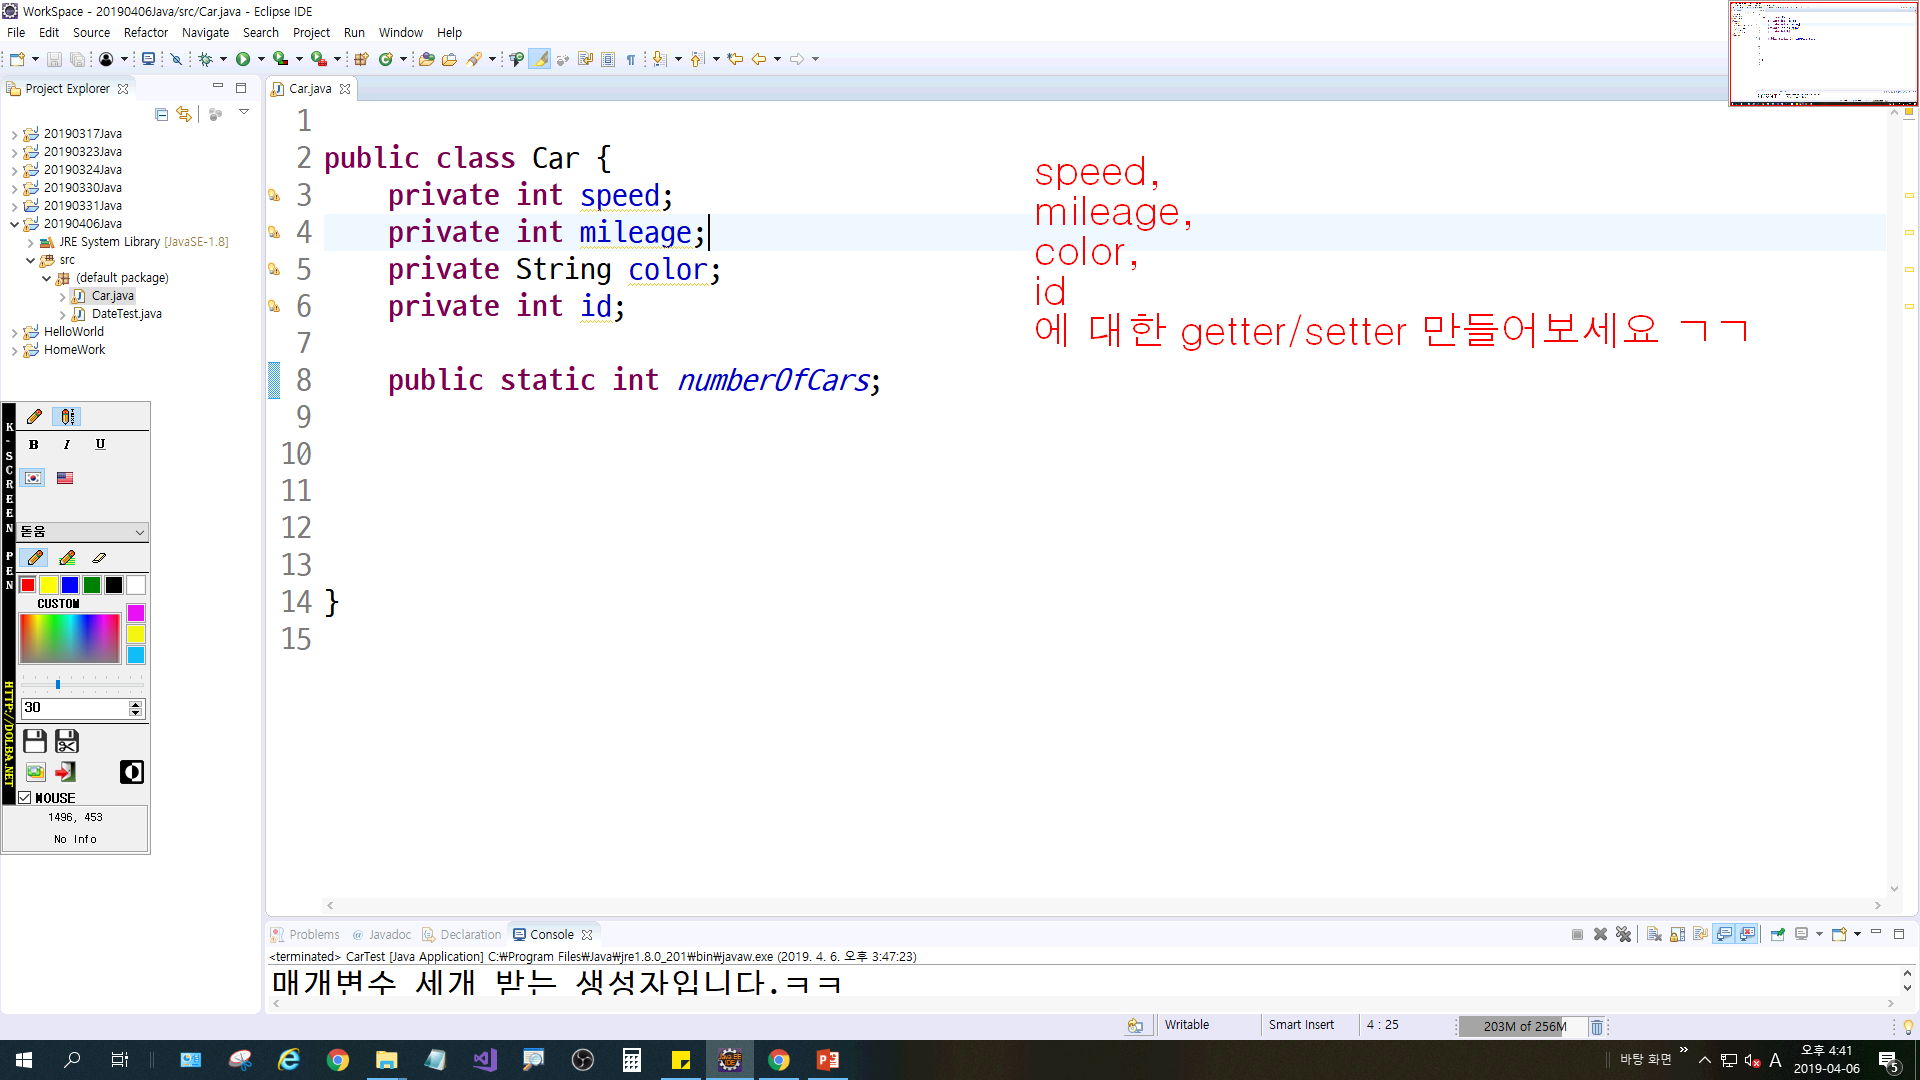 WorkSpace - 20190406Java/src/Car.java - Eclipse IDE
File Edit Source Refactor Navigate Search Project Run Window Help
Project Explorer
Car.java
20190317Java
20190323Java
20190324Java
20190330Java
20190331Java
20190406Java
JRE System Library [JavaSE-1.8]
src
(default package)
Car.java
DateTest.java
HelloWorld
HomeWork
1
2 public class Car {
3 private int speed;
4 private int mileage;
5 private String color;
6 private int id;
7
8 public static int numberOfCars;
9
10
11
12
13
14 }
15
speed,
mileage,
color,
id
에 대한 getter/setter 만들어보세요 ㄱㄱ
K-SCREEN PEN
HTTP://DOLBA.NET
B I U
돋움
CUSTOM
30
MOUSE
1496, 453
No Info
Problems @ Javadoc Declaration Console
<terminated> CarTest [Java Application] C:₩Program Files₩Java₩jre1.8.0_201₩bin₩javaw.exe (2019. 4. 6. 오후 3:47:23)
매개변수 세개 받는 생성자입니다.ㅋㅋ
Writable Smart Insert 4 : 25 203M of 256M
바탕 화면 A 오후 4:41
2019-04-06
5